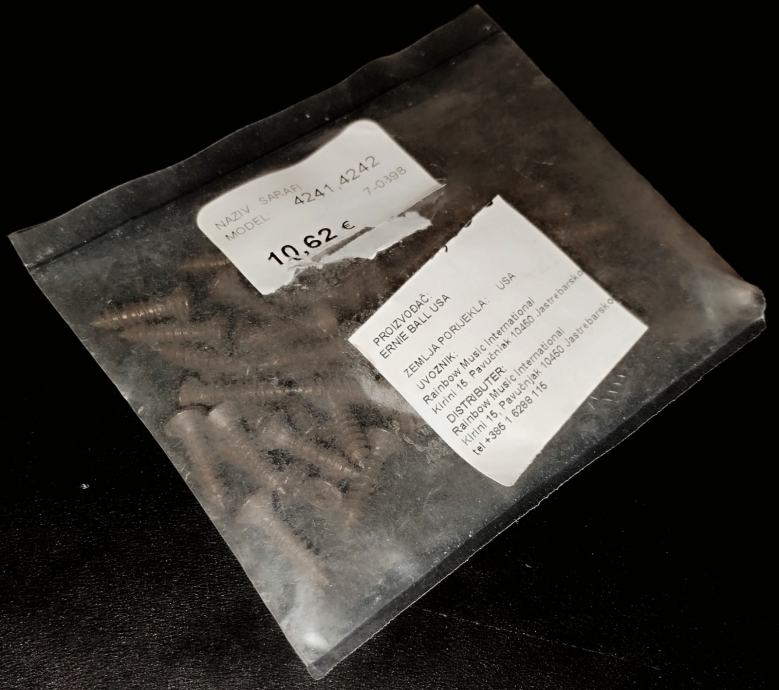 NAZIV SARAFI
MODEL 4241,4242
7-0398
10,62 €
PROIZVOĐAČ:
ERNIE BALL USA
ZEMLJA PORIJEKLA: USA
UVOZNIK:
Rainbow Music International
Kirini 15, Pavučnjak 10450 Jastrebarsko
DISTRIBUTER:
Rainbow Music International
Kirini 15, Pavučnjak 10450 Jastrebarsko
tel +385 1 6288 115